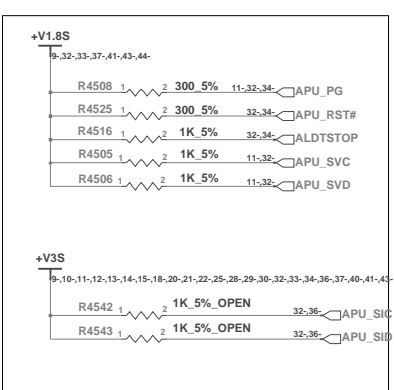 +V1.8S
9-,32-,33-,37-,41-,43-,44-
R4508 1 2 300_5% 11-,32-,34- APU_PG
R4525 1 2 300_5% 32-,34- APU_RST#
R4516 1 2 1K_5% 32-,34- ALDTSTOP
R4505 1 2 1K_5% 11-,32- APU_SVC
R4506 1 2 1K_5% 11-,32- APU_SVD
+V3S
9-,10-,11-,12-,13-,14-,15-,18-,20-,21-,22-,25-,28-,29-,30-,32-,33-,34-,36-,37-,40-,41-,43-
R4542 1 2 1K_5%_OPEN 32-,36- APU_SIC
R4543 1 2 1K_5%_OPEN 32-,36- APU_SID